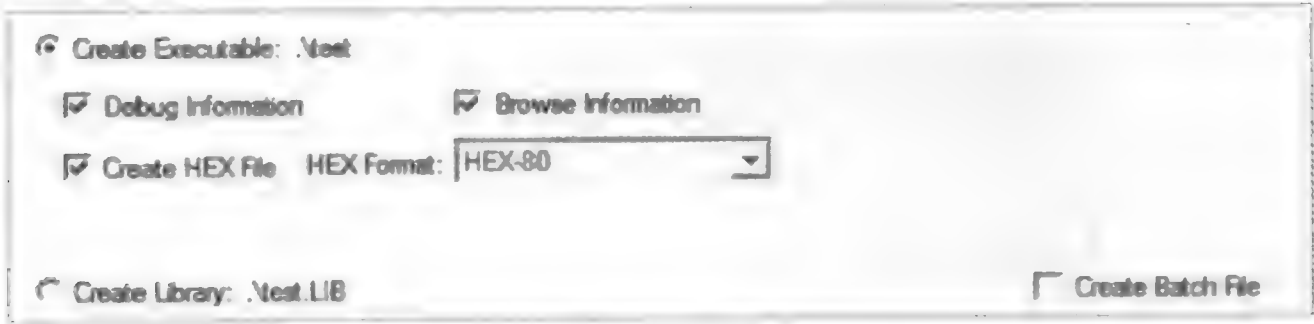 Create Executable: .\test
Debug Information Browse Information
Create HEX File HEX Format: HEX-80
Create Library: .\test.LIB Create Batch File